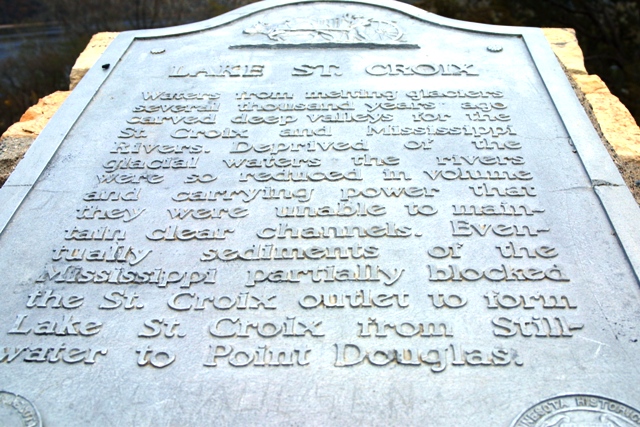 LAKE ST. CROIX
Waters from melting glaciers
several thousand years ago
carved deep valleys for the
St. Croix and Mississippi
Rivers. Deprived of the
glacial waters the rivers
were so reduced in volume
and carrying power that
they were unable to main-
tain clear channels. Even-
tually sediments of the
Mississippi partially blocked
the St. Croix outlet to form
Lake St. Croix from Still-
water to Point Douglas.